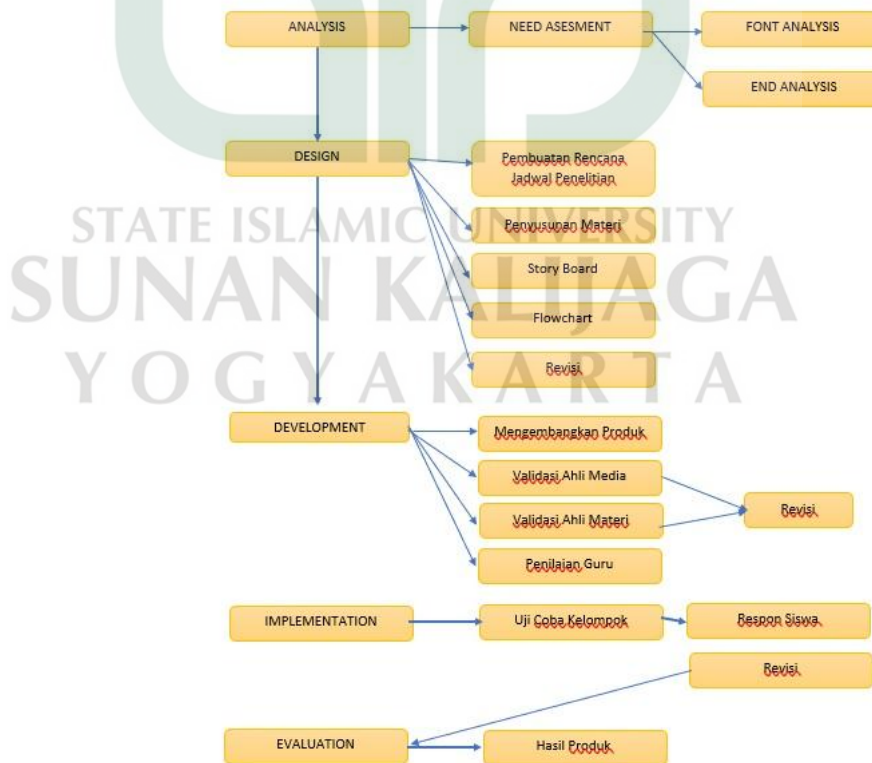 ANALYSIS
NEED ASESMENT
FONT ANALYSIS
END ANALYSIS
DESIGN
Pembuatan Rencana
Jadwal Penelitian
Penyusunan Materi
STATE ISLAMIC UNIVERSITY
Story Board
SUNAN KALIJAGA
Flowchart
Revisi
YOGYAKARTA
DEVELOPMENT
Mengembangkan Produk
Validasi Ahli Media
Revisi
Validasi Ahli Materi
Penilaian Guru
IMPLEMENTATION
Uji Coba Kelompok
Respon Siswa
Revisi
EVALUATION
Hasil Produk